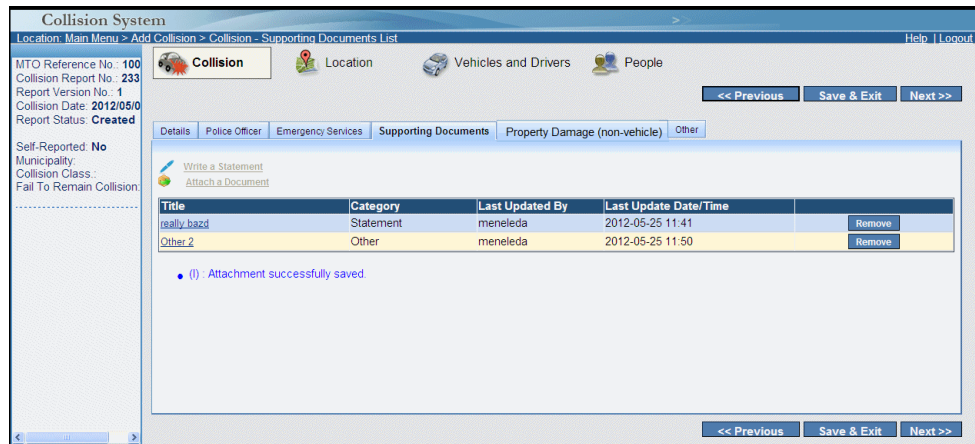 Collision System
>>
Location: Main Menu > Add Collision > Collision - Supporting Documents List
Help | Logout
MTO Reference No.: 100
Collision Report No.: 233
Report Version No.: 1
Collision Date: 2012/05/0
Report Status: Created
Self-Reported: No
Municipality:
Collision Class.:
Fail To Remain Collision:
Collision
Location
Vehicles and Drivers
People
<< Previous
Save & Exit
Next >>
Details
Police Officer
Emergency Services
Supporting Documents
Property Damage (non-vehicle)
Other
Write a Statement
Attach a Document
Title Category Last Updated By Last Update Date/Time
really bazd Statement meneleda 2012-05-25 11:41 Remove
Other 2 Other meneleda 2012-05-25 11:50 Remove
(I) : Attachment successfully saved.
<< Previous
Save & Exit
Next >>